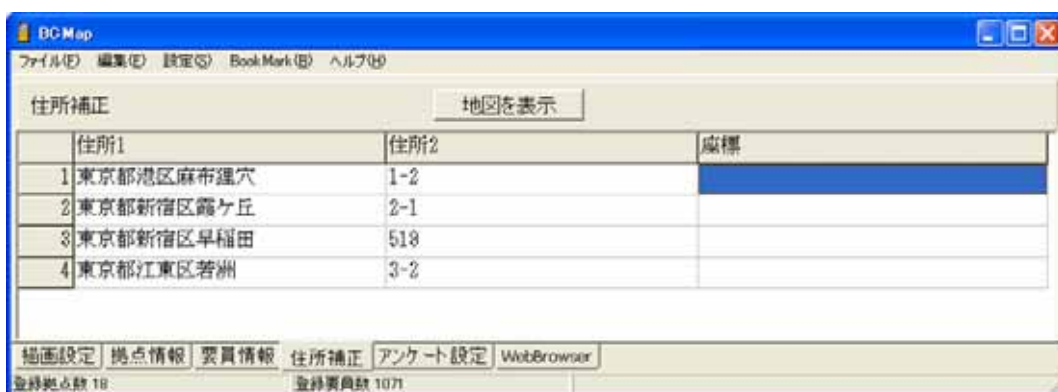 BCMap
ファイル(F) 編集(E) 設定(S) BookMark(B) ヘルプ(H)
住所補正 地図を表示
住所1 住所2 座標
1 東京都港区麻布狸穴 1-2
2 東京都新宿区霞ケ丘 2-1
3 東京都新宿区早稲田 519
4 東京都江東区若洲 3-2
描画設定 拠点情報 要員情報 住所補正 アンケート設定 WebBrowser
登録拠点数 18 登録要員数 1071